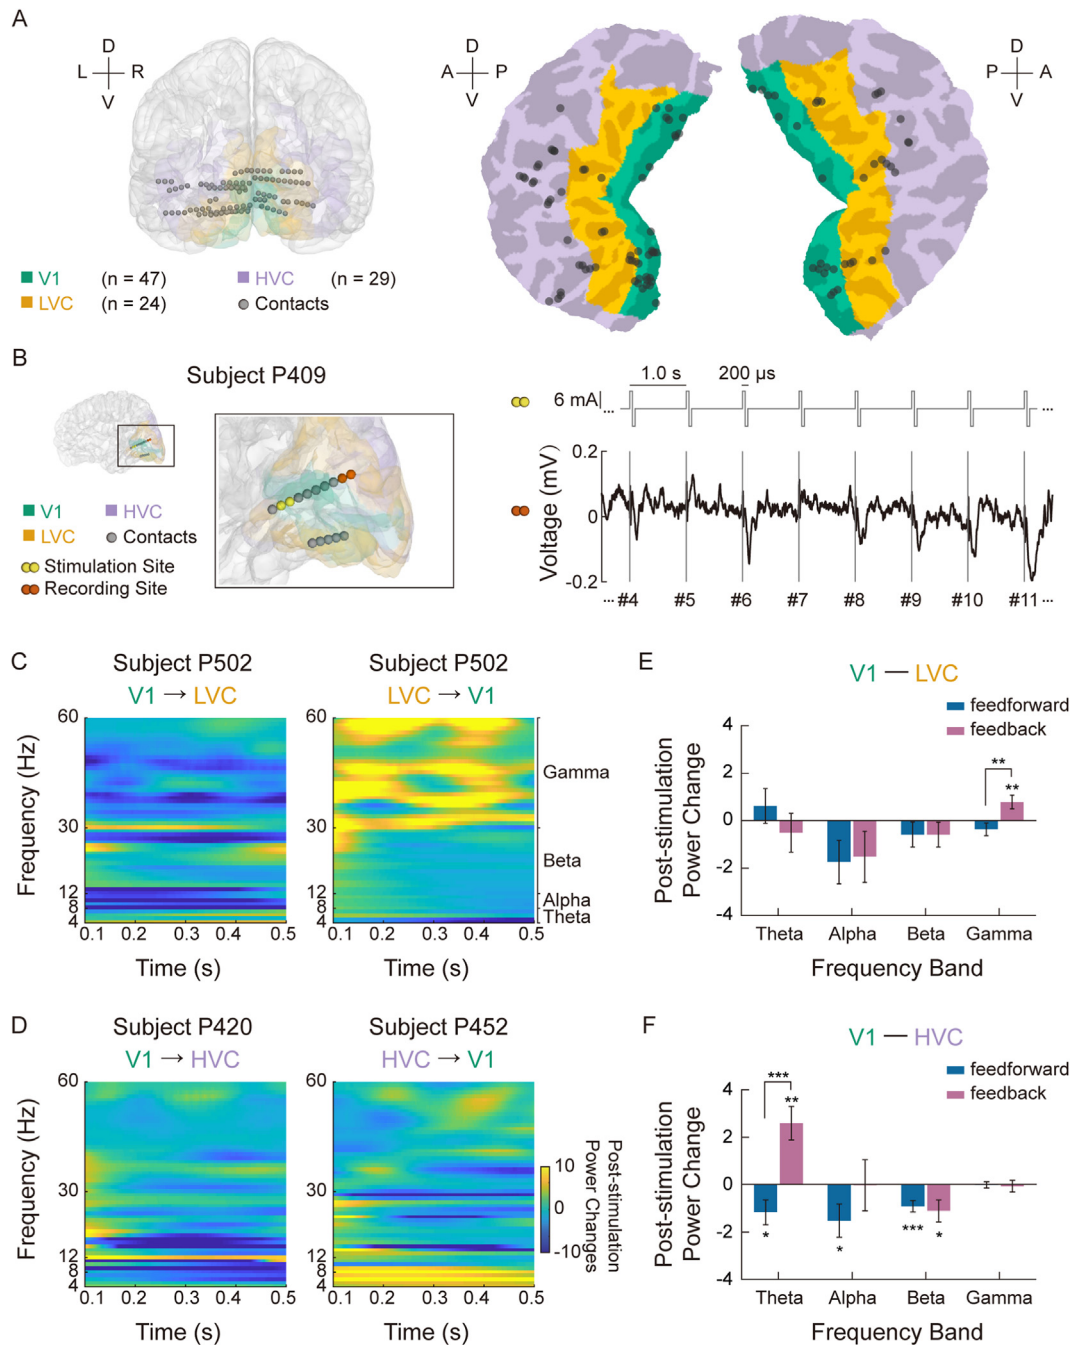 A
D
L R
V
D
A P
V
D
P A
V
V1 (n = 47) HVC (n = 29)
LVC (n = 24) Contacts
B
Subject P409
V1 HVC
LVC Contacts
Stimulation Site
Recording Site
1.0 s 200 µs
6 mA
... ...
Voltage (mV)
0.2
0
-0.2
... #4 #5 #6 #7 #8 #9 #10 #11 ...
C
Subject P502
V1 → LVC
Frequency (Hz)
60
30
12
8
4
0.1 0.2 0.3 0.4 0.5
Time (s)
Subject P502
LVC → V1
Gamma
Beta
Alpha
Theta
0.1 0.2 0.3 0.4 0.5
Time (s)
E
V1 — LVC
feedforward
feedback
Post-stimulation
Power Change
4
2
0
-2
-4
**
**
Theta Alpha Beta Gamma
Frequency Band
D
Subject P420
V1 → HVC
Frequency (Hz)
60
30
12
8
4
0.1 0.2 0.3 0.4 0.5
Time (s)
Subject P452
HVC → V1
0.1 0.2 0.3 0.4 0.5
Time (s)
10
0
-10
Post-stimulation
Power Changes
F
V1 — HVC
feedforward
feedback
Post-stimulation
Power Change
4
2
0
-2
-4
***
**
* * *** *
Theta Alpha Beta Gamma
Frequency Band